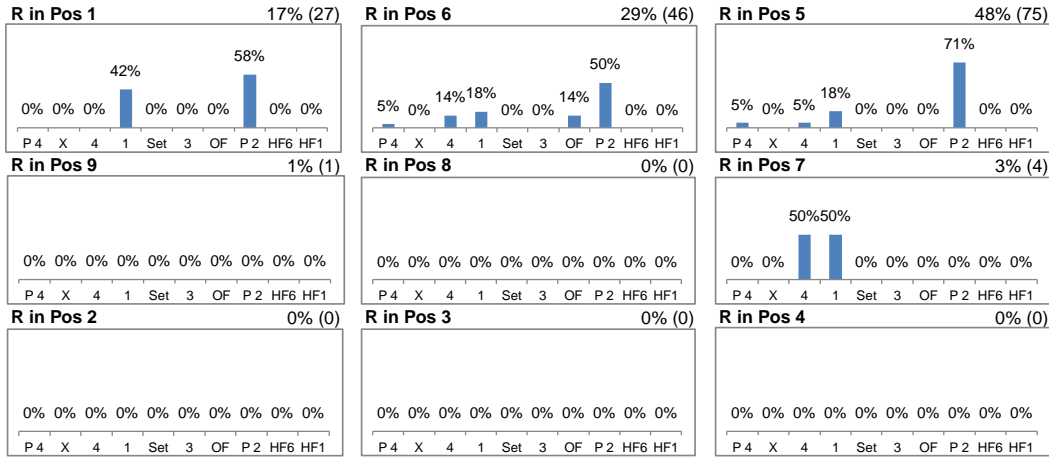 R in Pos 1 17% (27)
0% 0% 0% 42% 0% 0% 0% 58% 0% 0%
P 4 X 4 1 Set 3 OF P 2 HF6 HF1
R in Pos 6 29% (46)
5% 0% 14% 18% 0% 0% 14% 50% 0% 0%
P 4 X 4 1 Set 3 OF P 2 HF6 HF1
R in Pos 5 48% (75)
5% 0% 5% 18% 0% 0% 0% 71% 0% 0%
P 4 X 4 1 Set 3 OF P 2 HF6 HF1
R in Pos 9 1% (1)
0% 0% 0% 0% 0% 0% 0% 0% 0% 0%
P 4 X 4 1 Set 3 OF P 2 HF6 HF1
R in Pos 8 0% (0)
0% 0% 0% 0% 0% 0% 0% 0% 0% 0%
P 4 X 4 1 Set 3 OF P 2 HF6 HF1
R in Pos 7 3% (4)
0% 0% 50% 50% 0% 0% 0% 0% 0% 0%
P 4 X 4 1 Set 3 OF P 2 HF6 HF1
R in Pos 2 0% (0)
0% 0% 0% 0% 0% 0% 0% 0% 0% 0%
P 4 X 4 1 Set 3 OF P 2 HF6 HF1
R in Pos 3 0% (0)
0% 0% 0% 0% 0% 0% 0% 0% 0% 0%
P 4 X 4 1 Set 3 OF P 2 HF6 HF1
R in Pos 4 0% (0)
0% 0% 0% 0% 0% 0% 0% 0% 0% 0%
P 4 X 4 1 Set 3 OF P 2 HF6 HF1